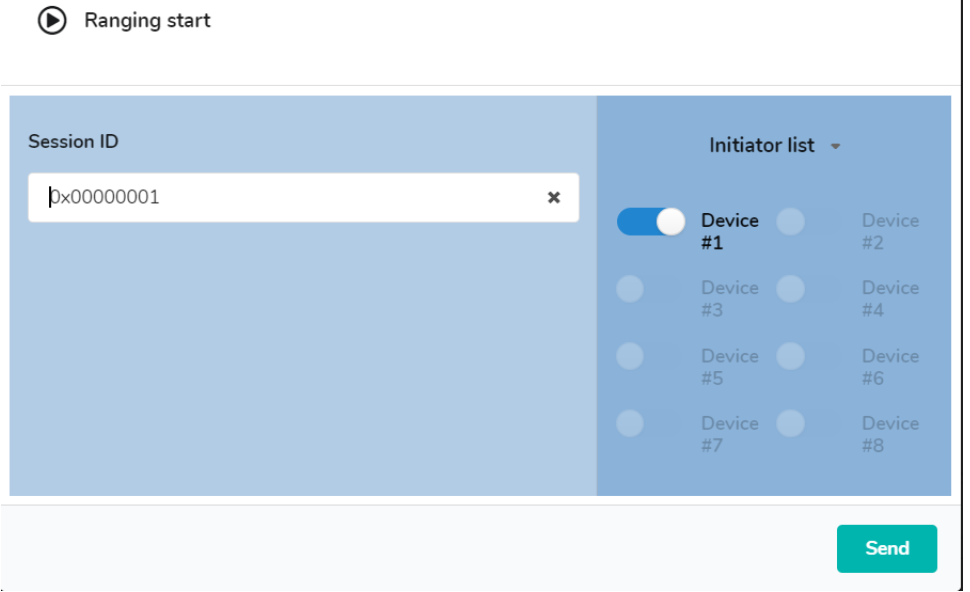 Ranging start
Session ID
0x00000001
Initiator list
Device
#1
Device
#2
Device
#3
Device
#4
Device
#5
Device
#6
Device
#7
Device
#8
Send